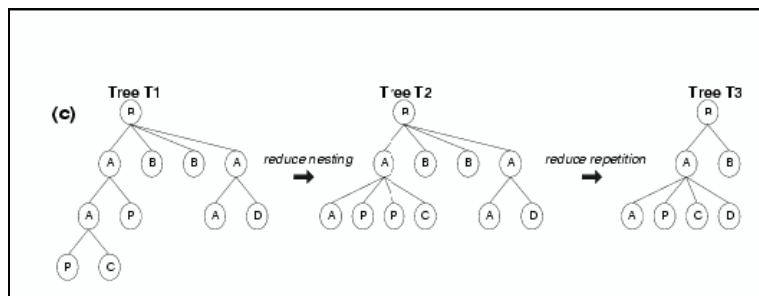 Tree T1 Tree T2 Tree T3
(c) R R R
A B B A reduce nesting A B B A reduce repetition A B
A P A D A P P C A D A P C D
P C